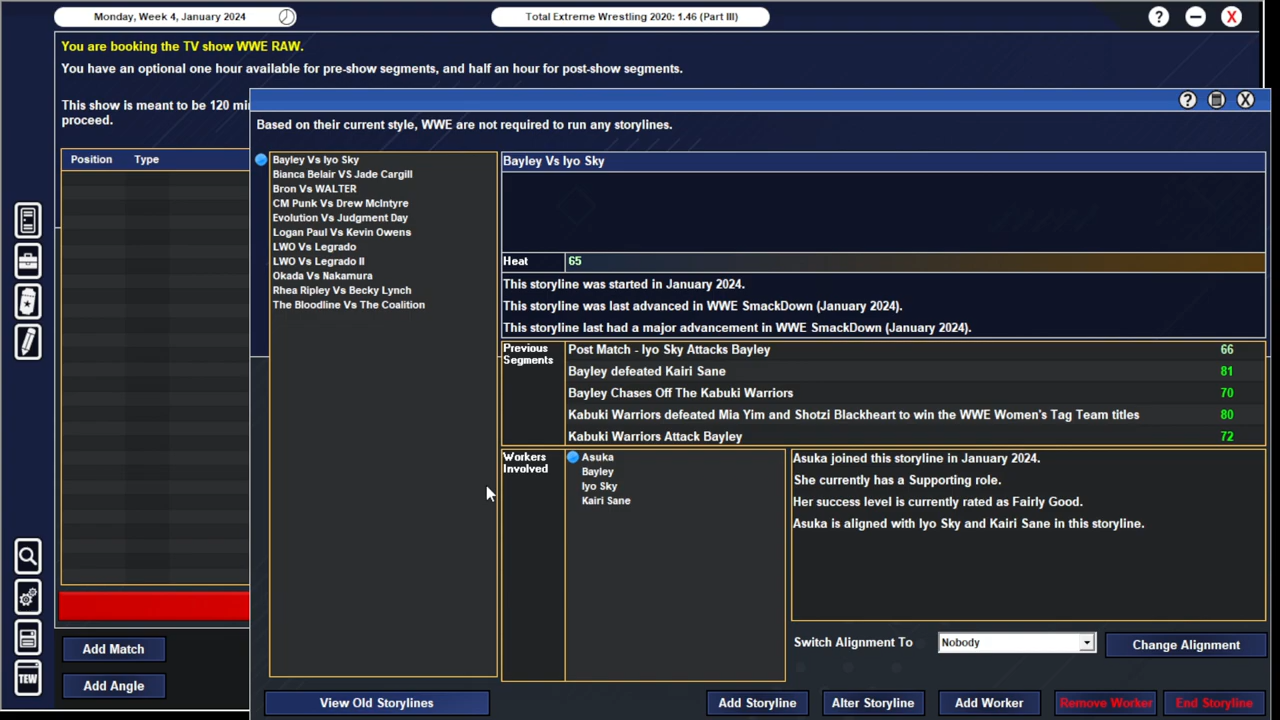 Monday, Week 4, January 2024
Total Extreme Wrestling 2020: 1.46 (Part III)
? X
You are booking the TV show WWE RAW.
You have an optional one hour available for pre-show segments, and half an hour for post-show segments.
This show is meant to be 120 min
proceed.
? X
Based on their current style, WWE are not required to run any storylines.
Position Type
Bayley Vs Iyo Sky
Bianca Belair VS Jade Cargill
Bron Vs WALTER
CM Punk Vs Drew McIntyre
Evolution Vs Judgment Day
Logan Paul Vs Kevin Owens
LWO Vs Legrado
LWO Vs Legrado II
Okada Vs Nakamura
Rhea Ripley Vs Becky Lynch
The Bloodline Vs The Coalition
Bayley Vs Iyo Sky
Heat 65
This storyline was started in January 2024.
This storyline was last advanced in WWE SmackDown (January 2024).
This storyline last had a major advancement in WWE SmackDown (January 2024).
Previous
Segments
Post Match - Iyo Sky Attacks Bayley 66
Bayley defeated Kairi Sane 81
Bayley Chases Off The Kabuki Warriors 70
Kabuki Warriors defeated Mia Yim and Shotzi Blackheart to win the WWE Women's Tag Team titles 80
Kabuki Warriors Attack Bayley 72
Workers
Involved
Asuka
Bayley
Iyo Sky
Kairi Sane
Asuka joined this storyline in January 2024.
She currently has a Supporting role.
Her success level is currently rated as Fairly Good.
Asuka is aligned with Iyo Sky and Kairi Sane in this storyline.
Switch Alignment To Nobody Change Alignment
TEW
Add Match
Add Angle
View Old Storylines
Add Storyline
Alter Storyline
Add Worker
Remove Worker
End Storyline